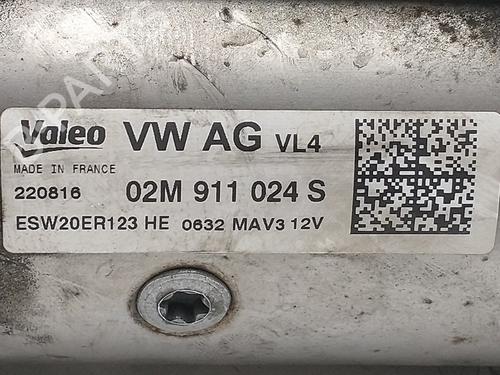 Valeo VW AG VL4
MADE IN FRANCE
220816 02M 911 024 S
ESW20ER123 HE 0632 MAV3 12V